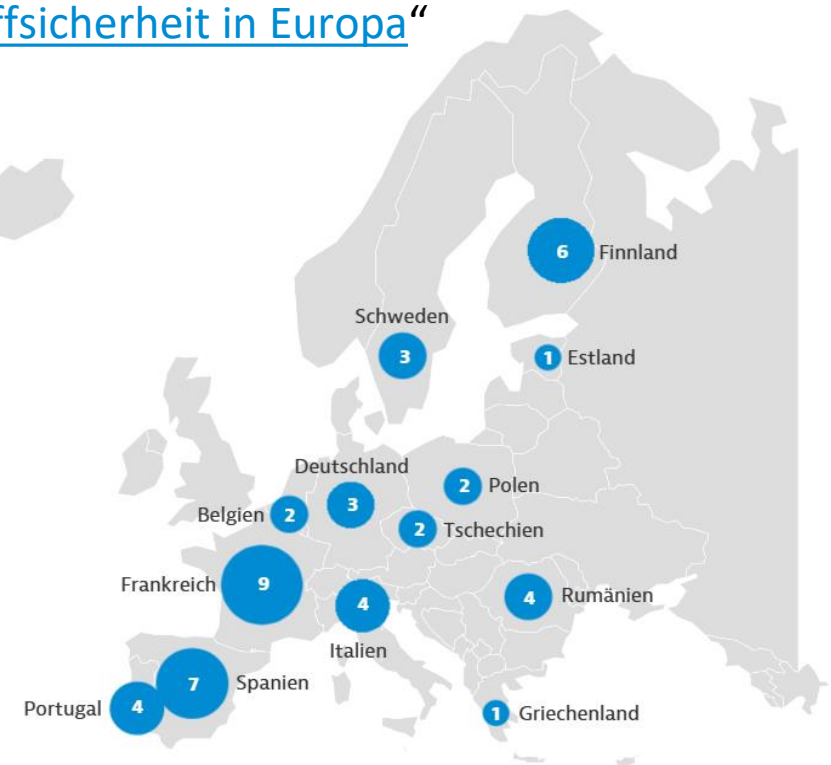 ffsicherheit in Europa“
6 Finnland
Schweden
3
1 Estland
Deutschland
2 Polen
Belgien 2
3
2 Tschechien
Frankreich 9
4
4 Rumänien
Italien
7 Spanien
Portugal 4
1 Griechenland